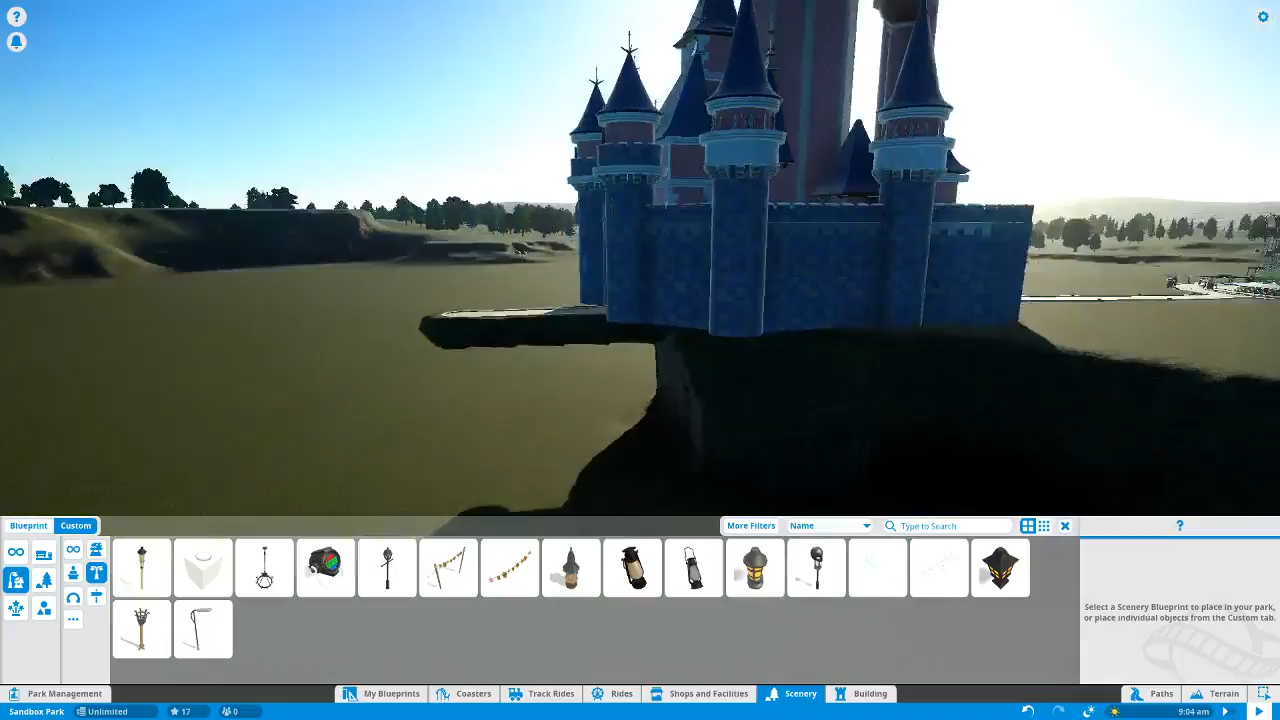 Blueprint Custom More Filters Name Type to Search
Select a Scenery Blueprint to place in your park,
or place individual objects from the Custom tab.
Park Management My Blueprints Coasters Track Rides Rides Shops and Facilities Scenery Building Paths Terrain
Sandbox Park Unlimited 17 0 9:04 am